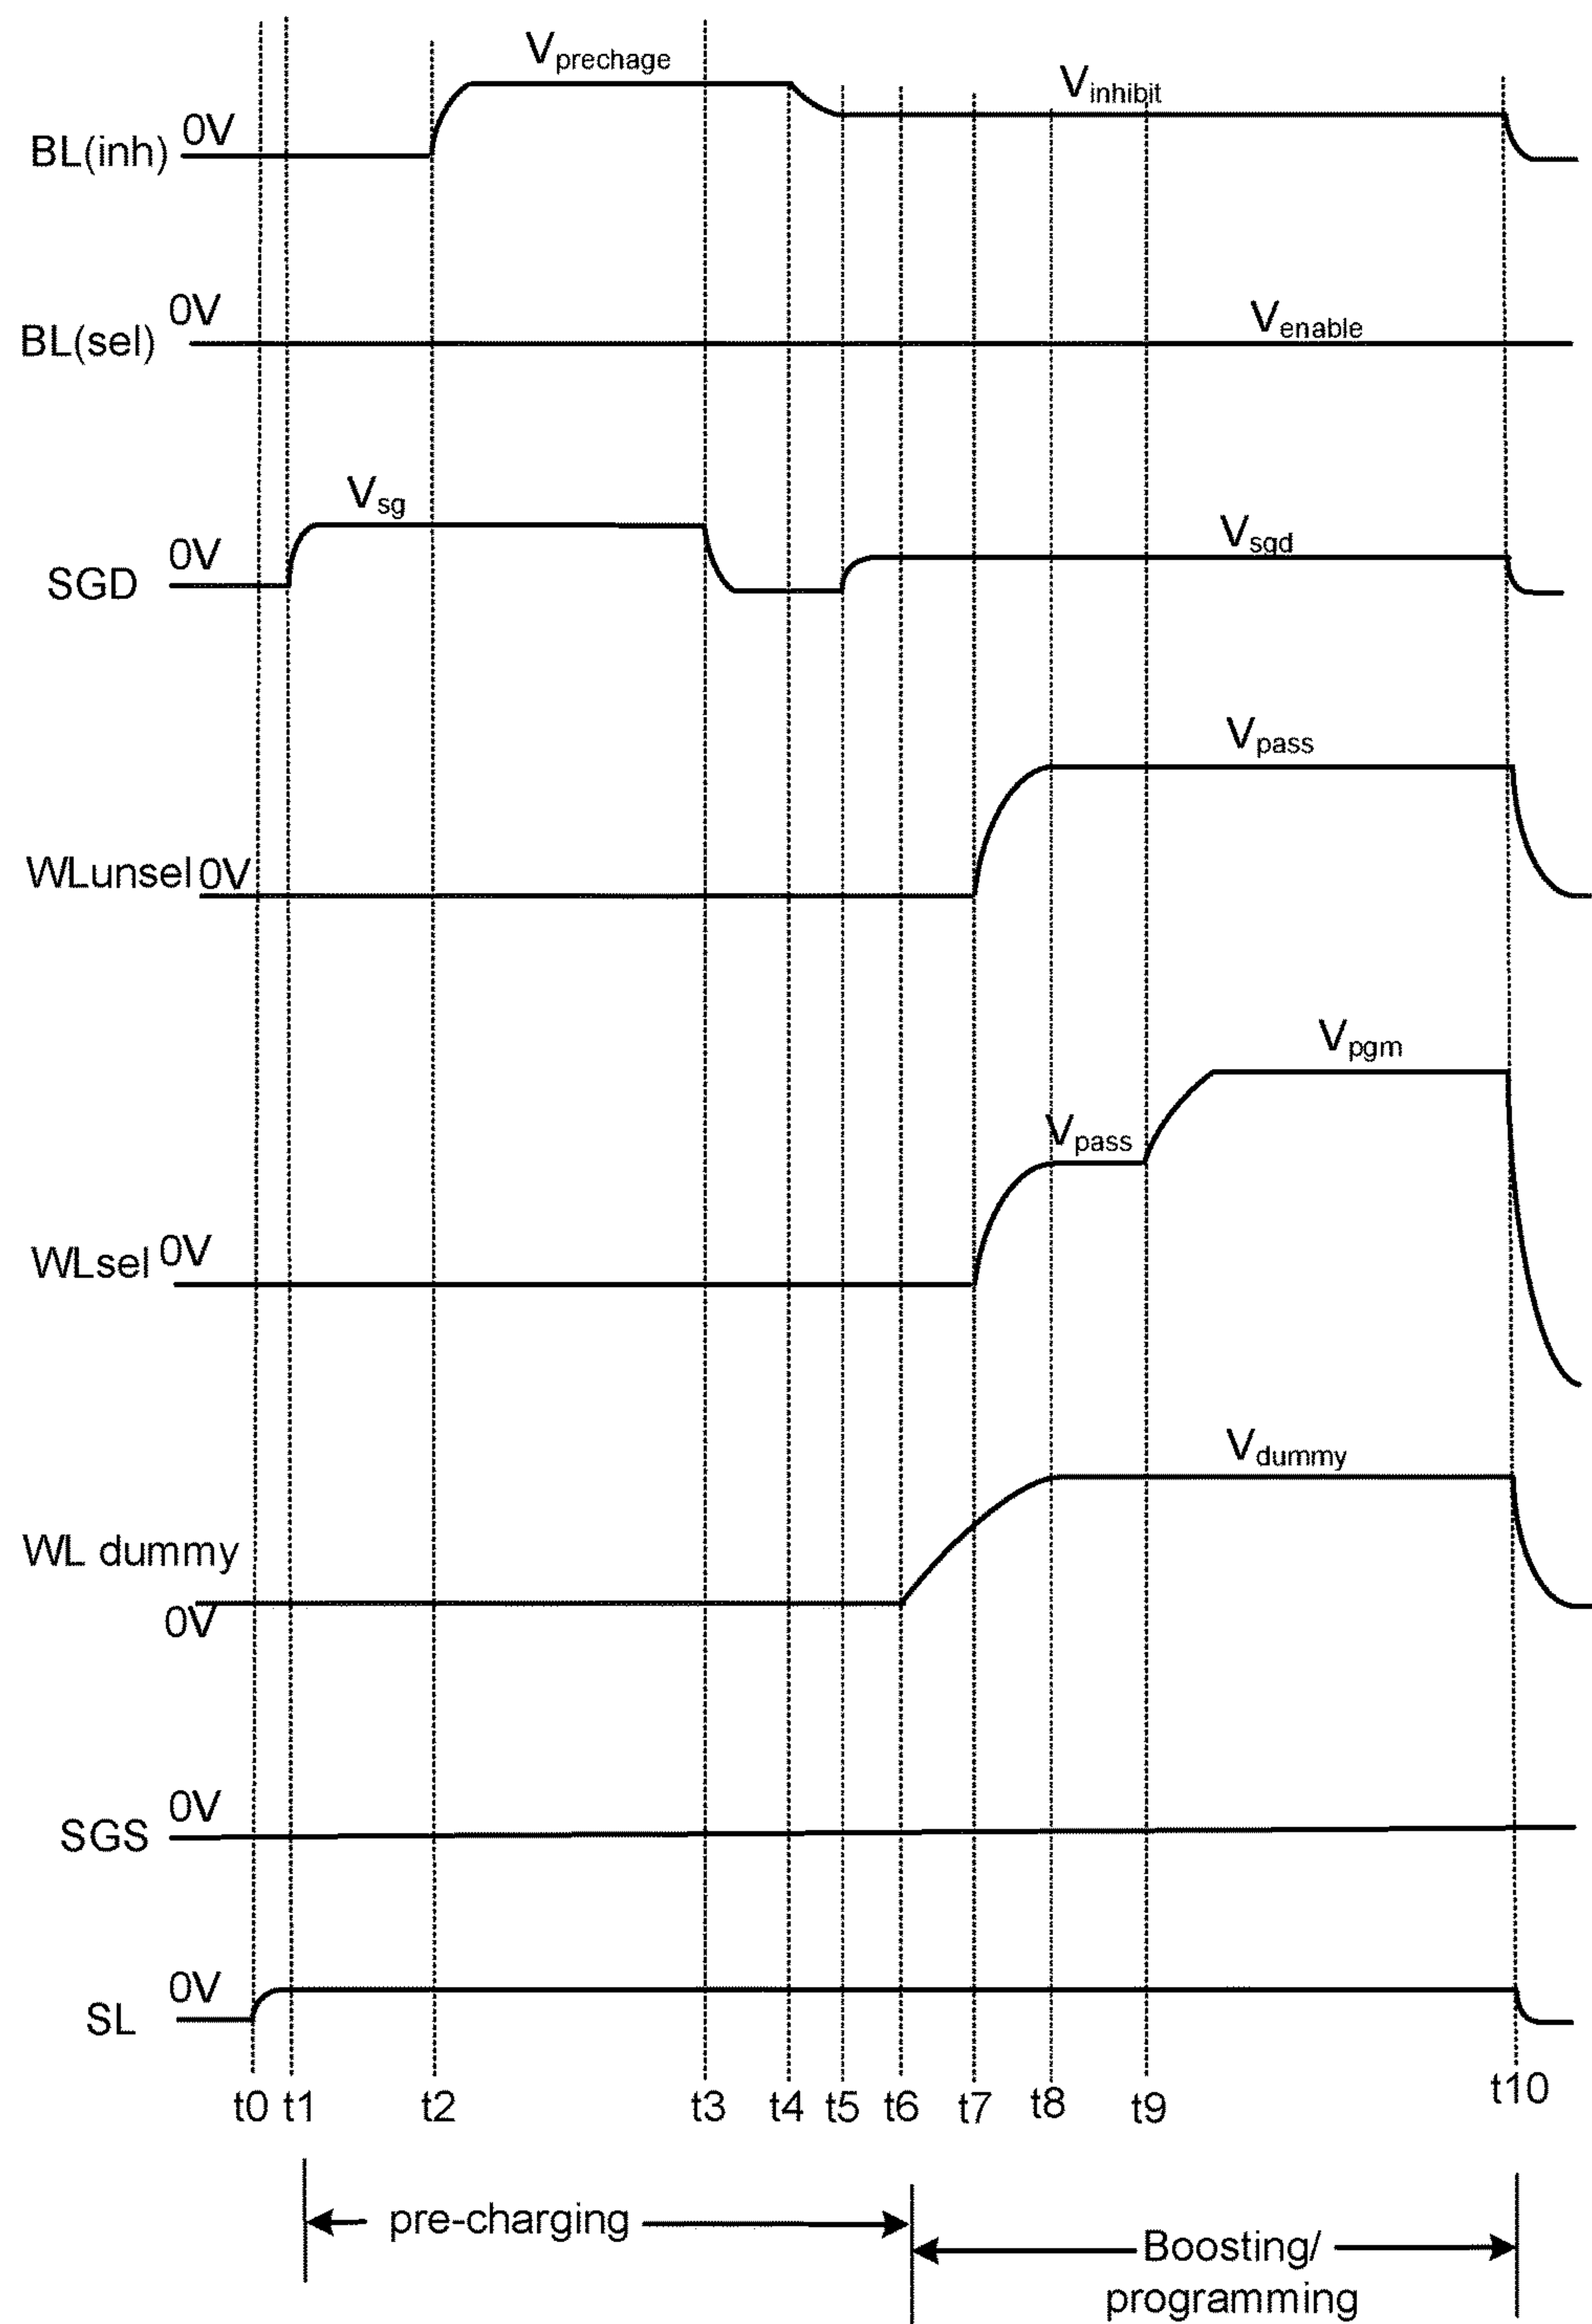 Vprechage
Vinhibit
BL(inh) 0V
0V
BL(sel)
Venable
Vsg
0V
Vsgd
SGD
Vpass
WLunsel 0V
Vpgm
Vpass
WLsel 0V
Vdummy
WL dummy
0V
0V
SGS
0V
SL
t0 t1 t2 t3 t4 t5 t6 t7 t8 t9 t10
pre-charging
Boosting/
programming